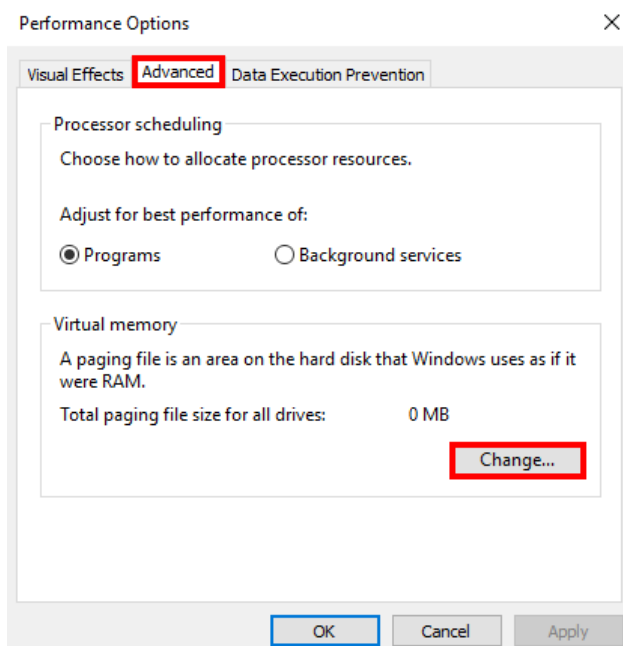 Performance Options
Visual Effects Advanced Data Execution Prevention
Processor scheduling
Choose how to allocate processor resources.
Adjust for best performance of:
Programs Background services
Virtual memory
A paging file is an area on the hard disk that Windows uses as if it
were RAM.
Total paging file size for all drives: 0 MB
Change...
OK Cancel Apply